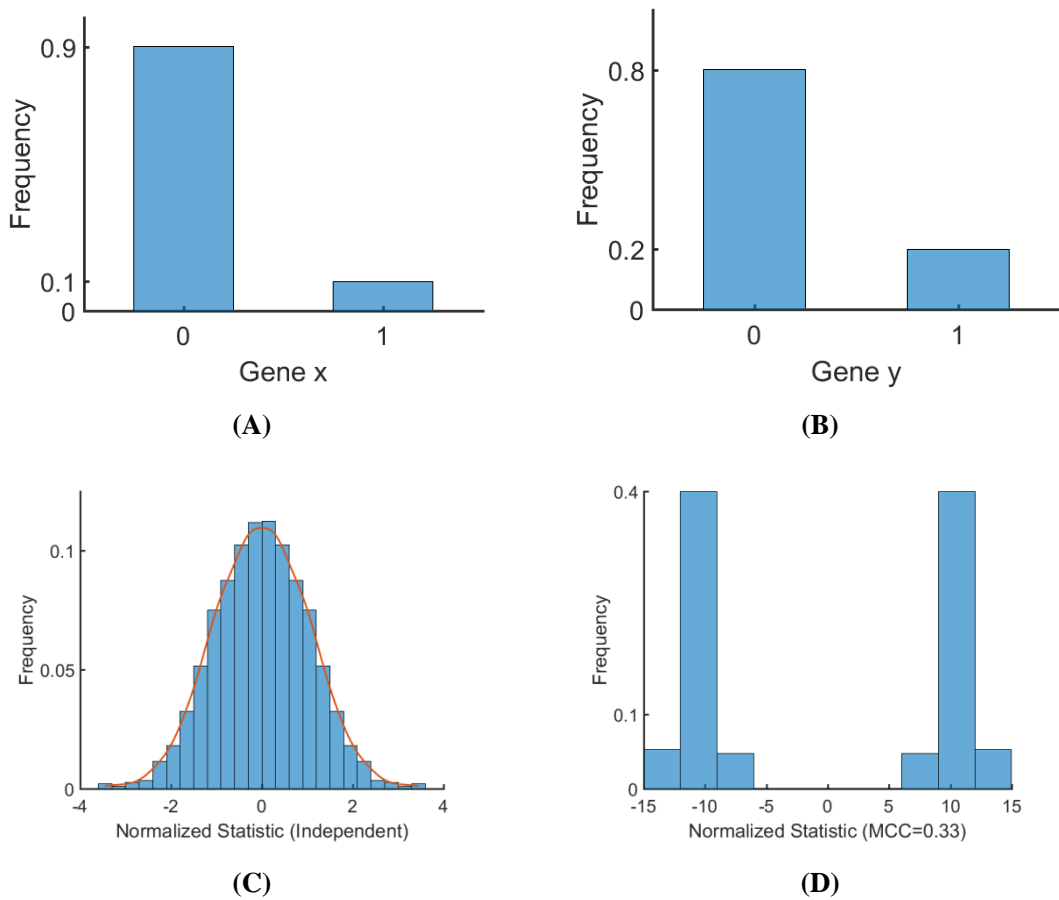 0.9
0.1
0
Frequency
0
1
Gene x
(A)
0.8
0.2
0
Frequency
0
1
Gene y
(B)
0.1
0.05
0
Frequency
-4
-2
0
2
4
Normalized Statistic (Independent)
(C)
0.4
0.1
0
Frequency
-15
-10
-5
0
5
10
15
Normalized Statistic (MCC=0.33)
(D)